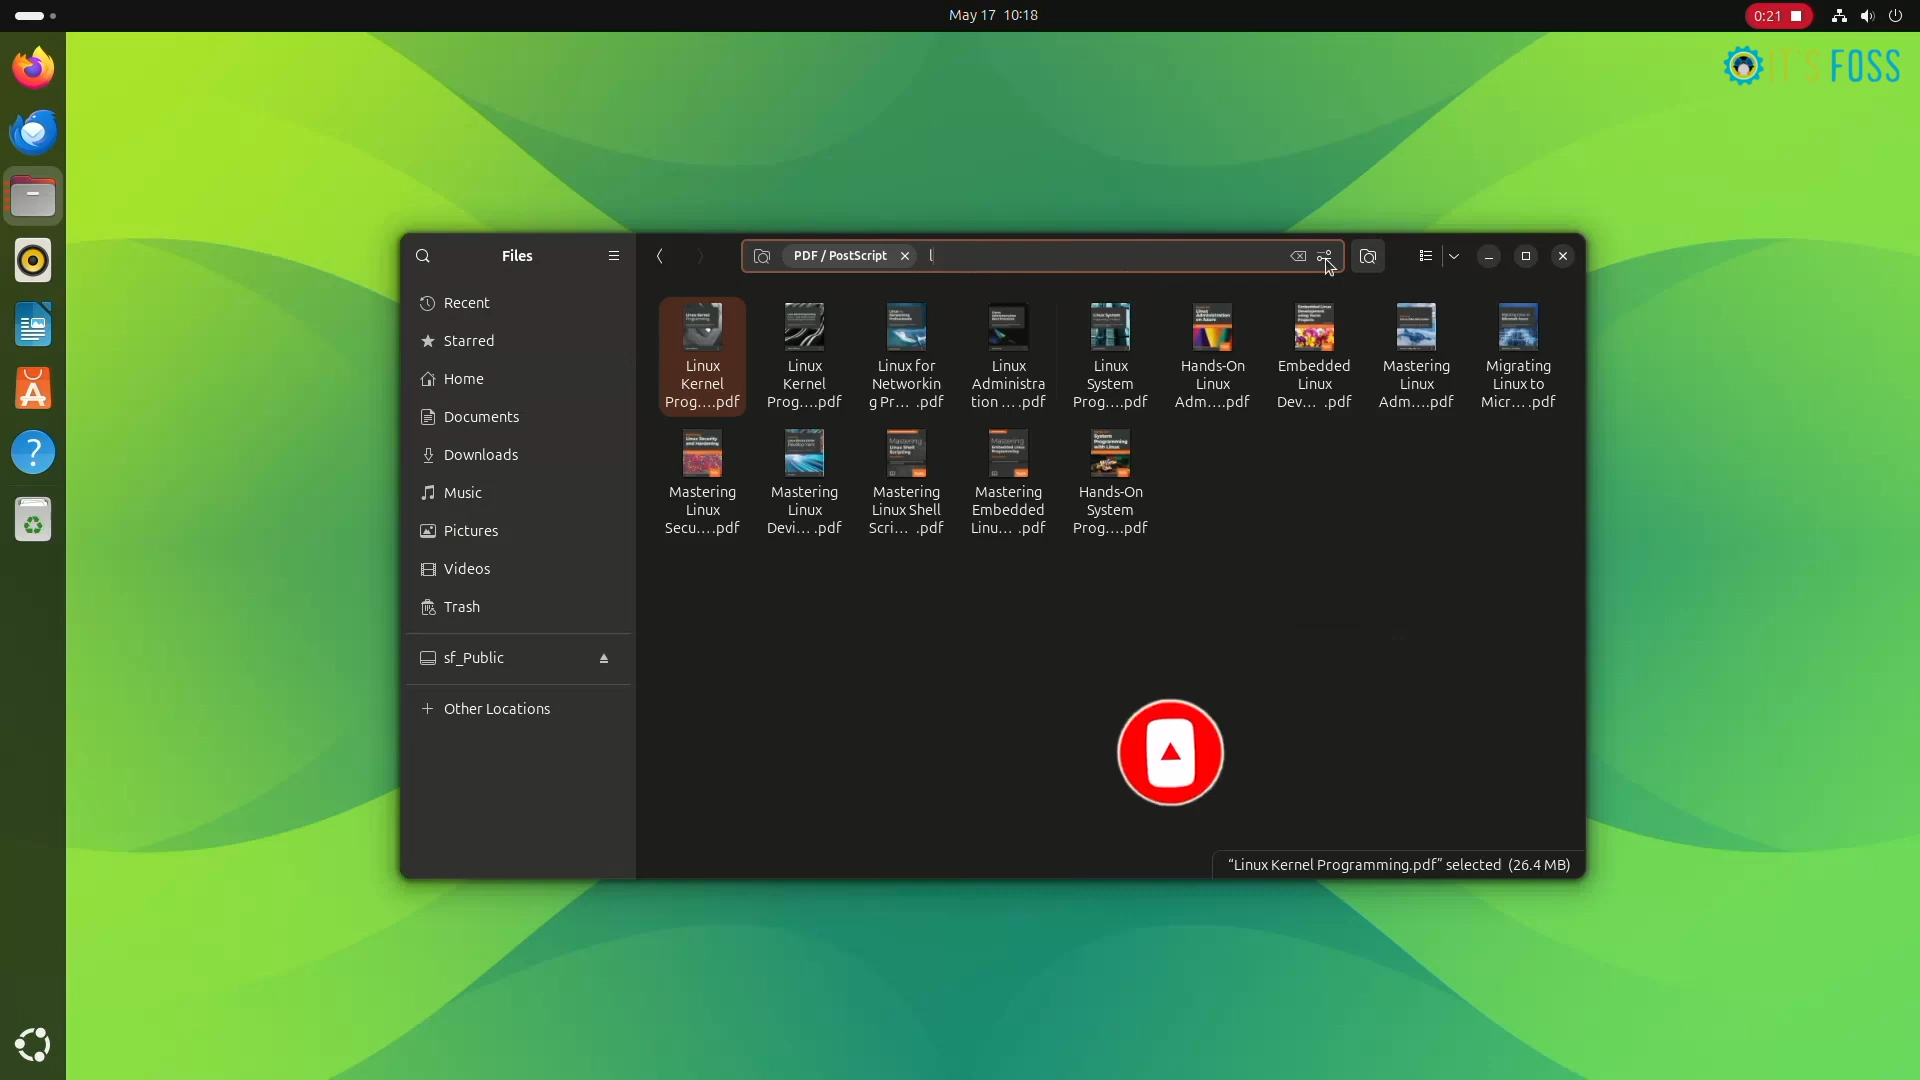 May 17 10:18
0:21
IT'S FOSS
Files
PDF / PostScript
l
Recent
Starred
Home
Documents
Downloads
Music
Pictures
Videos
Trash
sf_Public
Other Locations
Linux
Kernel
Prog….pdf
Linux
Kernel
Prog….pdf
Linux for
Networkin
g Pr… .pdf
Linux
Administra
tion ….pdf
Linux
System
Prog….pdf
Hands-On
Linux
Adm….pdf
Embedded
Linux
Dev… .pdf
Mastering
Linux
Adm….pdf
Migrating
Linux to
Micr… .pdf
Mastering
Linux
Secu….pdf
Mastering
Linux
Devi… .pdf
Mastering
Linux Shell
Scri… .pdf
Mastering
Embedded
Linu… .pdf
Hands-On
System
Prog….pdf
“Linux Kernel Programming.pdf” selected (26.4 MB)